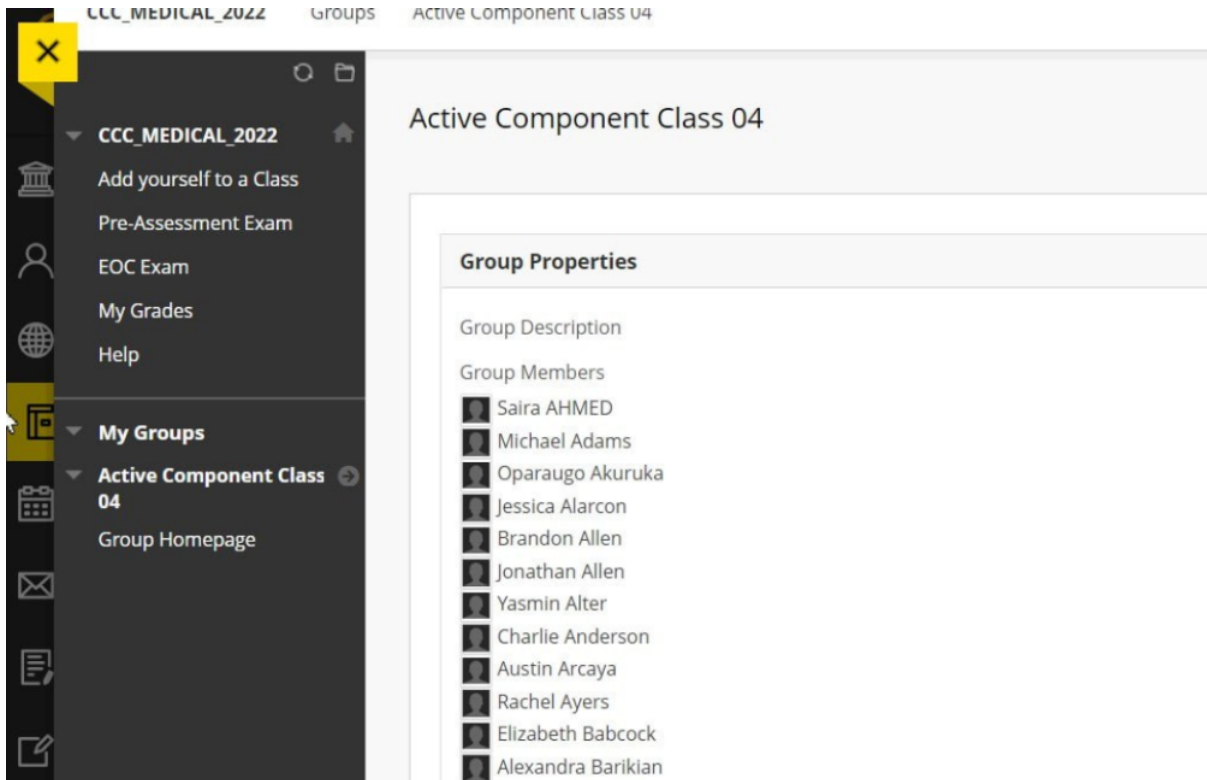 CCC_MEDICAL_2022 Groups Active Component Class 04
CCC_MEDICAL_2022
Add yourself to a Class
Pre-Assessment Exam
EOC Exam
My Grades
Help
My Groups
Active Component Class
04
Group Homepage
Active Component Class 04
Group Properties
Group Description
Group Members
Saira AHMED
Michael Adams
Oparaugo Akuruka
Jessica Alarcon
Brandon Allen
Jonathan Allen
Yasmin Alter
Charlie Anderson
Austin Arcaya
Rachel Ayers
Elizabeth Babcock
Alexandra Barikian